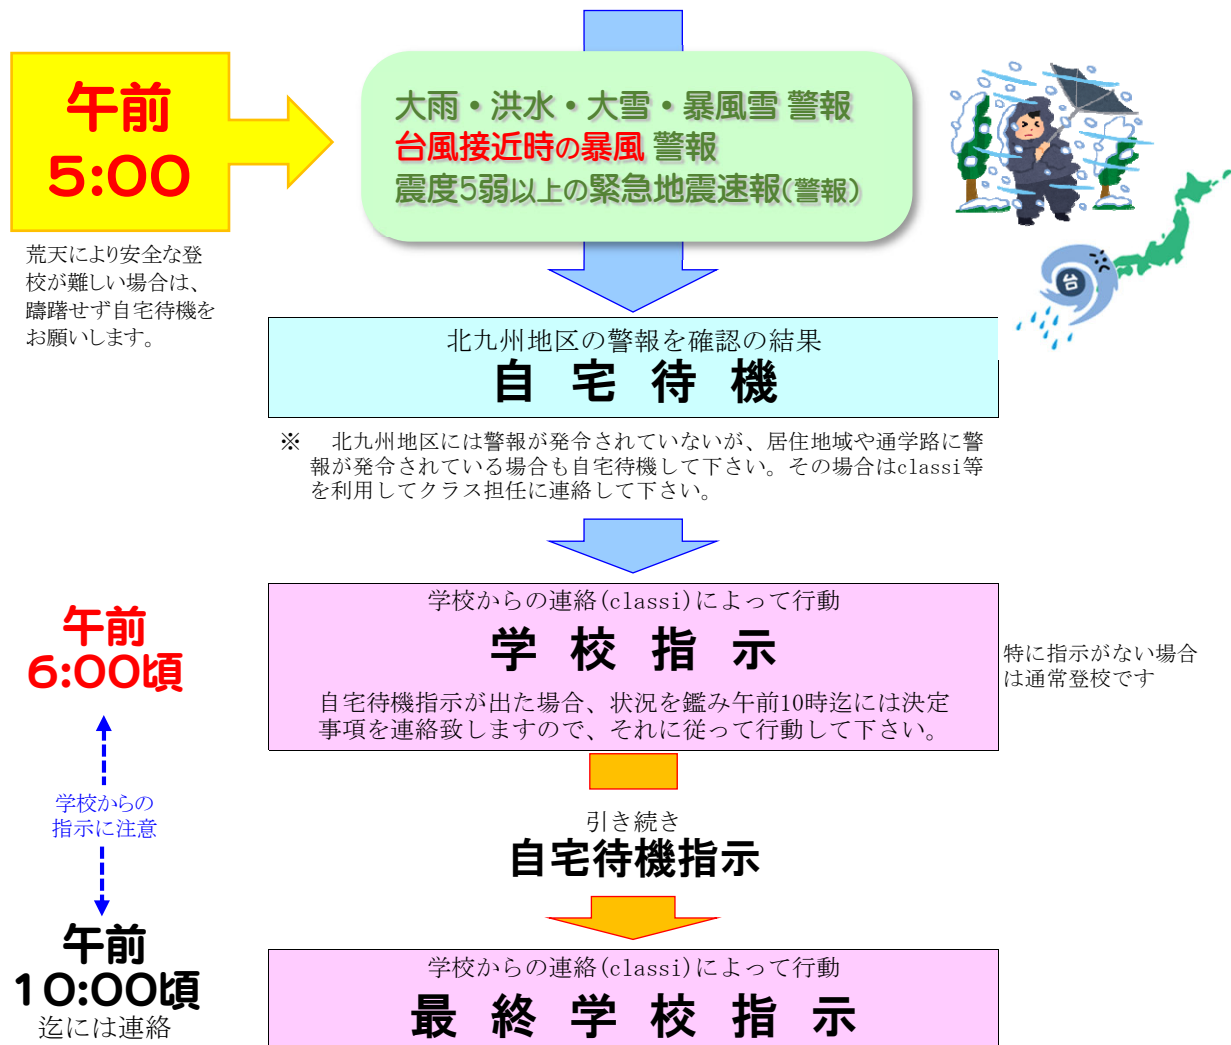 午前
5:00
大雨・洪水・大雪・暴風雪 警報
台風接近時の暴風 警報
震度5弱以上の緊急地震速報(警報)
荒天により安全な登
校が難しい場合は、
躊躇せず自宅待機を
お願いします。
台
北九州地区の警報を確認の結果
自 宅 待 機
※ 北九州地区には警報が発令されていないが、居住地域や通学路に警
報が発令されている場合も自宅待機して下さい。その場合はclassi等
を利用してクラス担任に連絡して下さい。
午前
6:00頃
学校からの連絡(classi)によって行動
学 校 指 示
自宅待機指示が出た場合、状況を鑑み午前10時迄には決定
事項を連絡致しますので、それに従って行動して下さい。
特に指示がない場合
は通常登校です
学校からの
指示に注意
引き続き
自宅待機指示
午前
10:00頃
迄には連絡
学校からの連絡(classi)によって行動
最 終 学 校 指 示